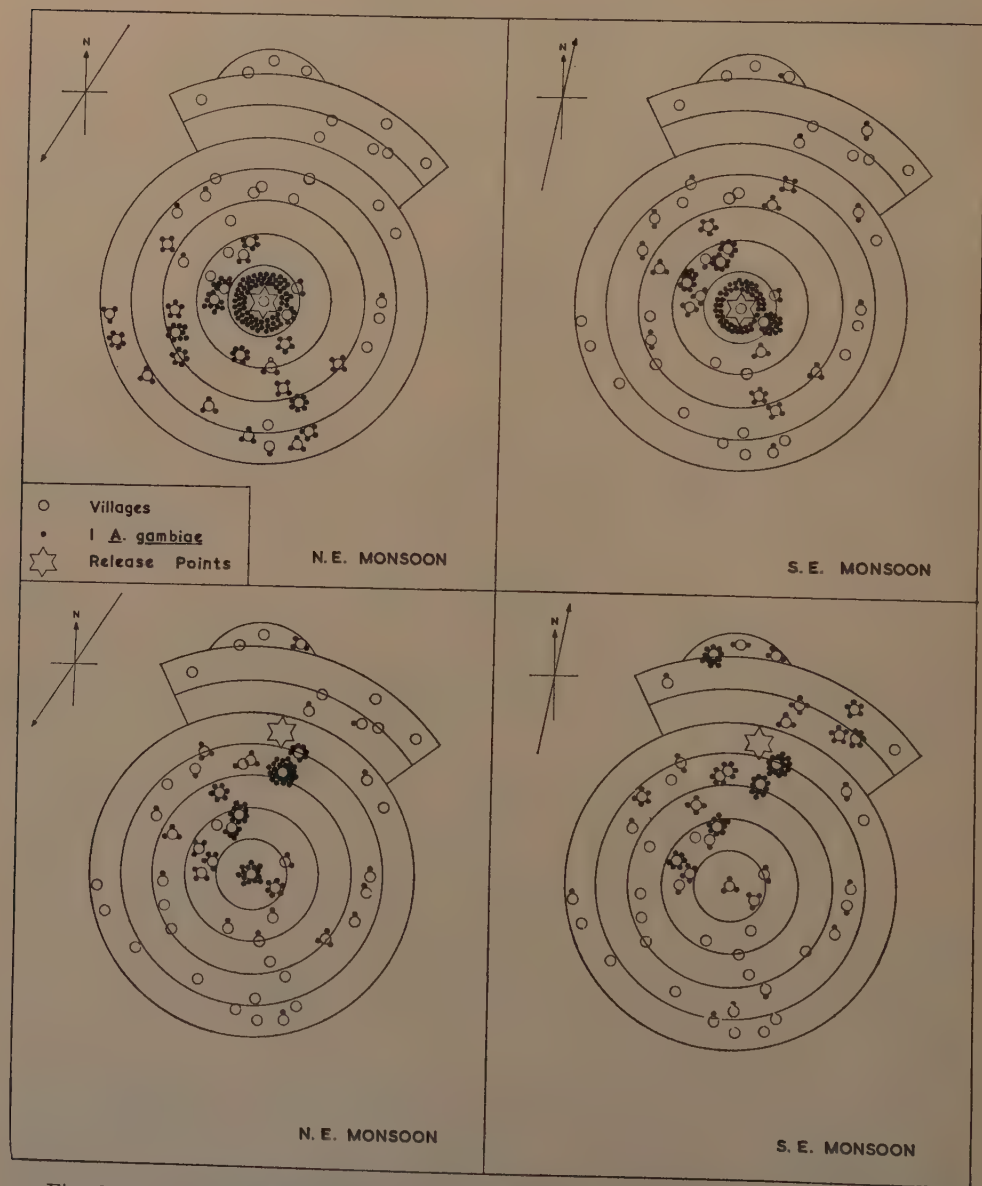 N
N
Villages
1 A. gambiae
Release Points
N. E. MONSOON
S. E. MONSOON
N
N
N. E. MONSOON
S. E. MONSOON